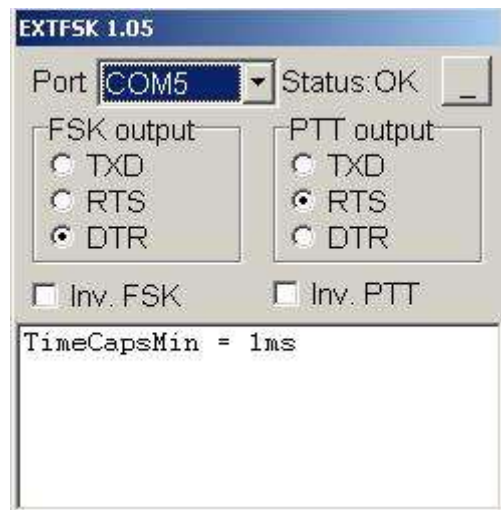 EXTFSK 1.05
Port COM5 Status:OK _
FSK output PTT output
TXD TXD
RTS RTS
DTR DTR
Inv. FSK Inv. PTT
TimeCapsMin = 1ms